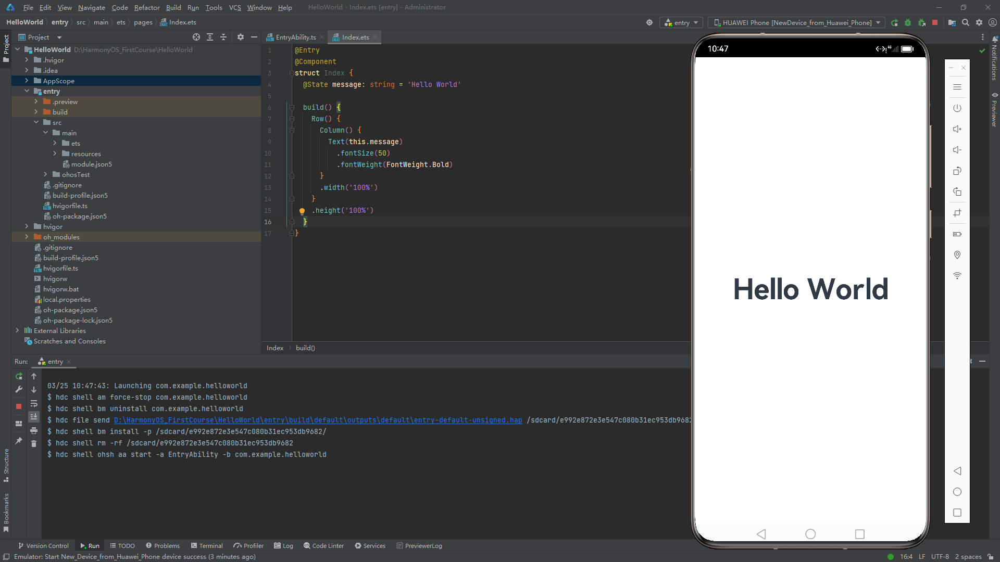 File Edit View Navigate Code Refactor Build Run Tools VCS Window Help HelloWorld - Index.ets [entry] - Administrator
HelloWorld entry src main ets pages Index.ets entry HUAWEI Phone [NewDevice_from_Huawei_Phone]
Project
EntryAbility.ts Index.ets
HelloWorld D:\HarmonyOS_FirstCourse\HelloWorld
.hvigor
.idea
AppScope
entry
.preview
build
src
main
ets
resources
module.json5
ohosTest
.gitignore
build-profile.json5
hvigorfile.ts
oh-package.json5
hvigor
oh_modules
.gitignore
build-profile.json5
hvigorfile.ts
hvigorw
hvigorw.bat
local.properties
oh-package.json5
oh-package-lock.json5
External Libraries
Scratches and Consoles
1 @Entry
2 @Component
3 struct Index {
4 @State message: string = 'Hello World'
5
6 build() {
7 Row() {
8 Column() {
9 Text(this.message)
10 .fontSize(50)
11 .fontWeight(FontWeight.Bold)
12 }
13 .width('100%')
14 }
15 .height('100%')
16 }
17 }
Index build()
10:47 4G
Hello World
Project
Structure
Bookmarks
Notifications
Previewer
Run: entry
03/25 10:47:43: Launching com.example.helloworld
$ hdc shell am force-stop com.example.helloworld
$ hdc shell bm uninstall com.example.helloworld
$ hdc file send D:\HarmonyOS_FirstCourse\HelloWorld\entry\build\default\outputs\default\entry-default-unsigned.hap /sdcard/e992e872e3e547c080b31ec953db9682
$ hdc shell bm install -p /sdcard/e992e872e3e547c080b31ec953db9682/
$ hdc shell rm -rf /sdcard/e992e872e3e547c080b31ec953db9682
$ hdc shell ohsh aa start -a EntryAbility -b com.example.helloworld
Version Control Run TODO Problems Terminal Profiler Log Code Linter Services PreviewerLog
Emulator: Start New_Device_from_Huawei_Phone device success (3 minutes ago) 16:4 LF UTF-8 2 spaces